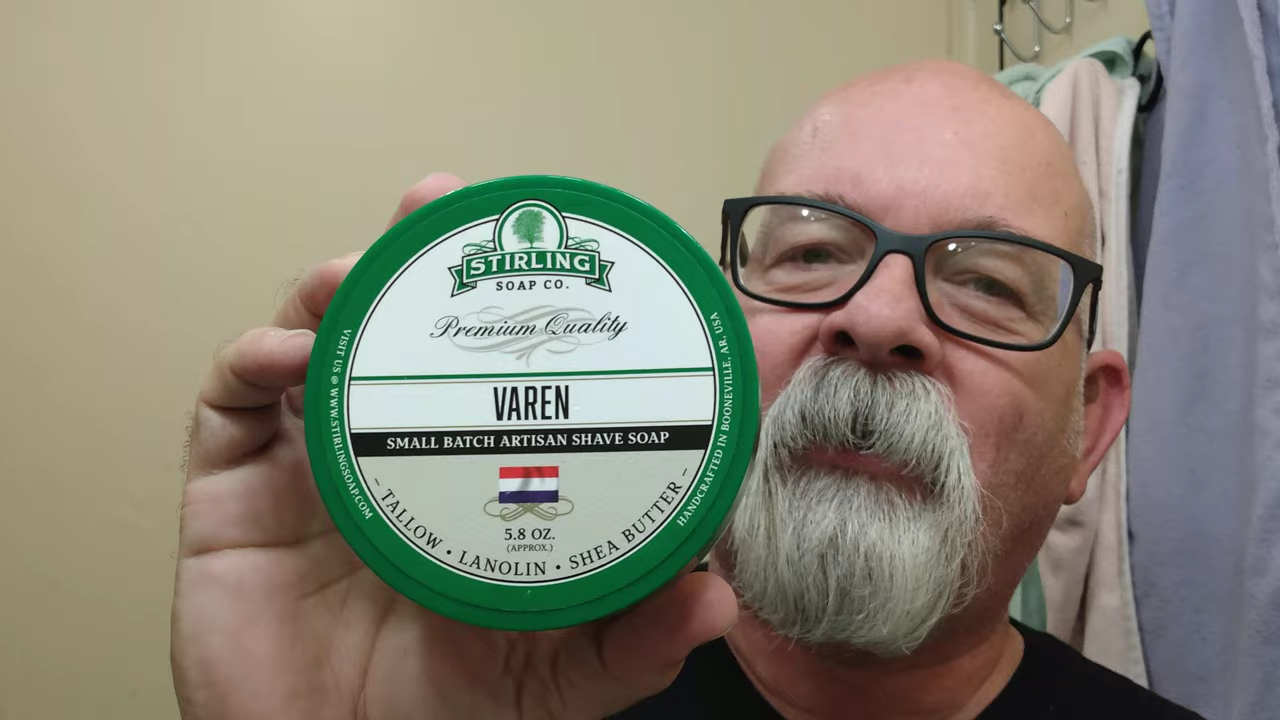 STIRLING
SOAP CO.
Premium Quality
VAREN
SMALL BATCH ARTISAN SHAVE SOAP
5.8 OZ.
(APPROX.)
- TALLOW • LANOLIN • SHEA BUTTER -
VISIT US @ WWW.STIRLINGSOAP.COM
HANDCRAFTED IN BOONEVILLE, AR, USA